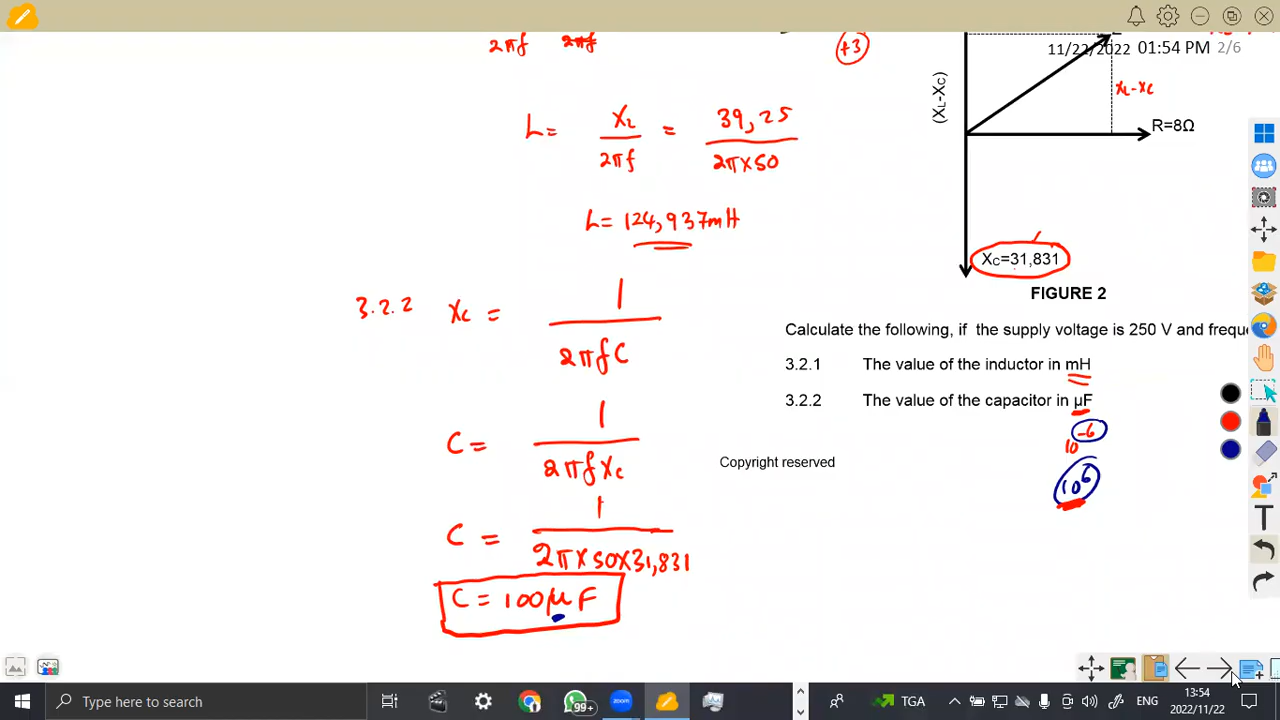 11/22/2022 01:54 PM 2/6
2πf 2πf
+3
XL-XC
(XL-XC)
R=8Ω
L= XL / 2πf = 39,25 / 2π×50
L= 124,937mH
XC=31,831
FIGURE 2
3.2.2 XC = 1 / 2πfC
Calculate the following, if the supply voltage is 250 V and freque
3.2.1 The value of the inductor in mH
3.2.2 The value of the capacitor in µF
10^-6
10^6
C = 1 / 2πfXC
Copyright reserved
C = 1 / 2π×50×31,831
C = 100µF
Type here to search
99+
TGA
ENG
13:54
2022/11/22